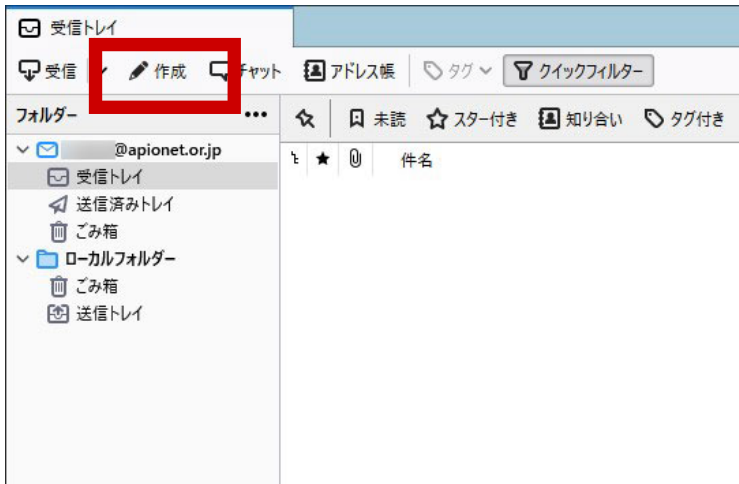 受信トレイ
受信 作成 チャット アドレス帳 タグ クイックフィルター
フォルダー ••• 未読 スター付き 知り合い タグ付き
@apionet.or.jp
件名
受信トレイ
送信済みトレイ
ごみ箱
ローカルフォルダー
ごみ箱
送信トレイ